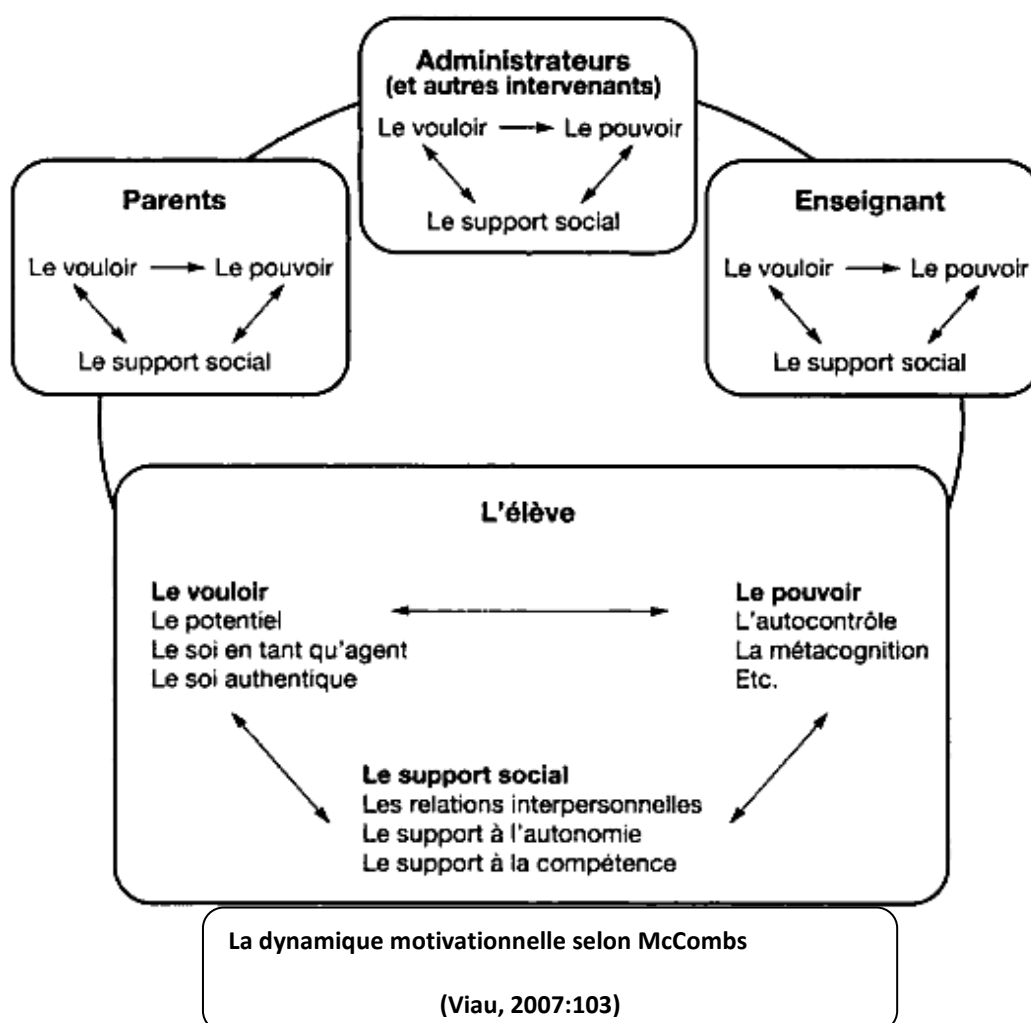 Administrateurs
(et autres intervenants)
Le vouloir Le pouvoir
Le support social
Parents
Le vouloir Le pouvoir
Le support social
Enseignant
Le vouloir Le pouvoir
Le support social
L'élève
Le vouloir
Le potentiel
Le soi en tant qu'agent
Le soi authentique
Le pouvoir
L'autocontrôle
La métacognition
Etc.
Le support social
Les relations interpersonnelles
Le support à l'autonomie
Le support à la compétence
La dynamique motivationnelle selon McCombs
(Viau, 2007:103)